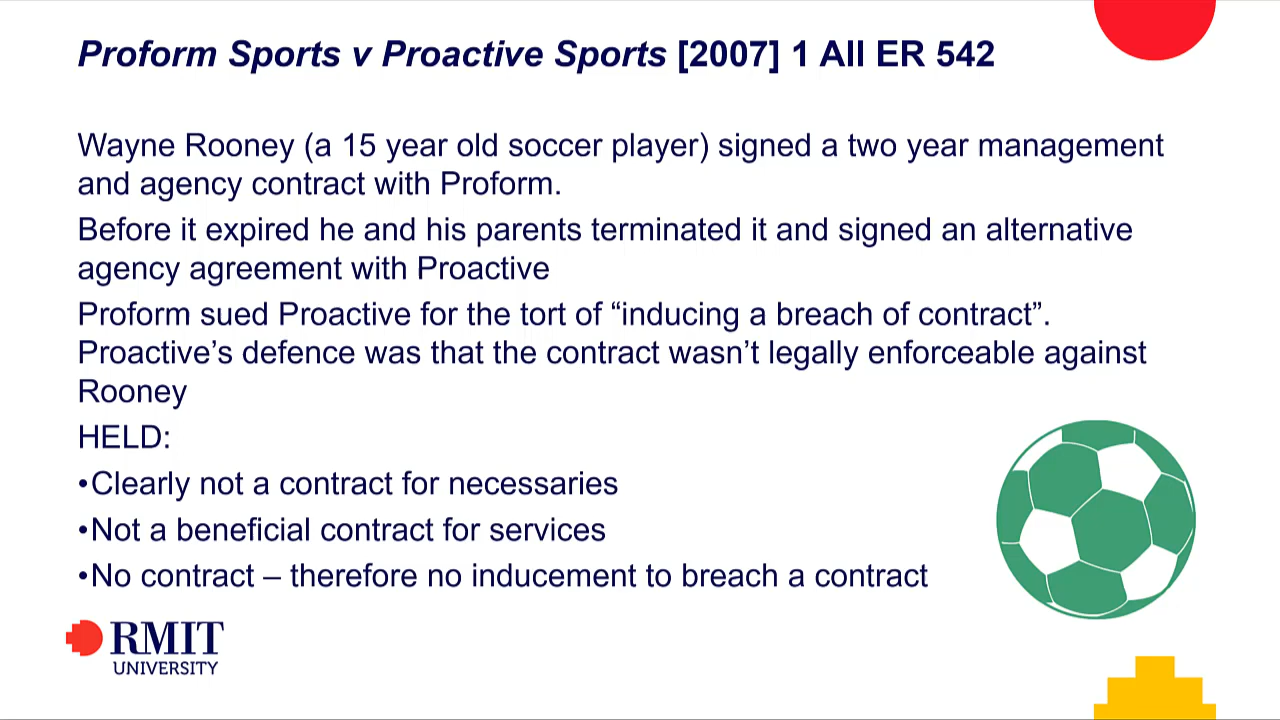 Proform Sports v Proactive Sports [2007] 1 All ER 542
Wayne Rooney (a 15 year old soccer player) signed a two year management
and agency contract with Proform.
Before it expired he and his parents terminated it and signed an alternative
agency agreement with Proactive
Proform sued Proactive for the tort of “inducing a breach of contract”.
Proactive’s defence was that the contract wasn’t legally enforceable against
Rooney
HELD:
•Clearly not a contract for necessaries
•Not a beneficial contract for services
•No contract – therefore no inducement to breach a contract
RMIT
UNIVERSITY